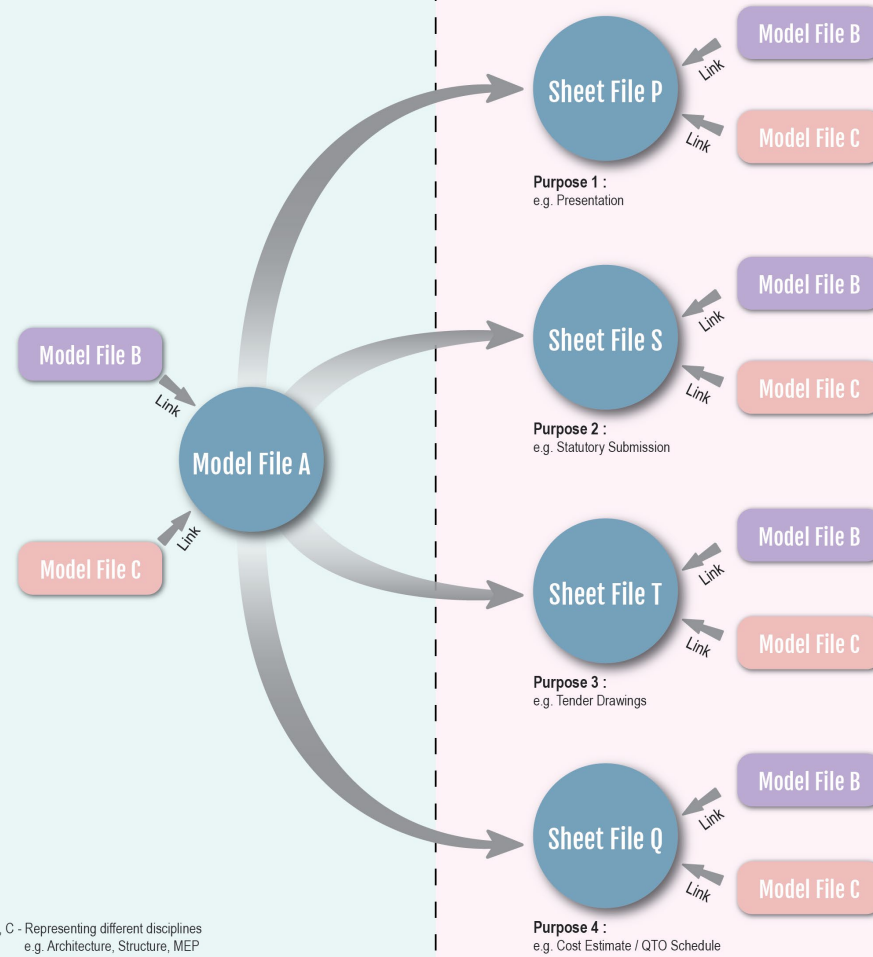 Model File B
Link
Model File A
Link
Model File C
Sheet File P
Link
Model File B
Link
Model File C
Purpose 1 :
e.g. Presentation
Sheet File S
Link
Model File B
Link
Model File C
Purpose 2 :
e.g. Statutory Submission
Sheet File T
Link
Model File B
Link
Model File C
Purpose 3 :
e.g. Tender Drawings
Sheet File Q
Link
Model File B
Link
Model File C
Purpose 4 :
e.g. Cost Estimate / QTO Schedule
, C - Representing different disciplines
e.g. Architecture, Structure, MEP